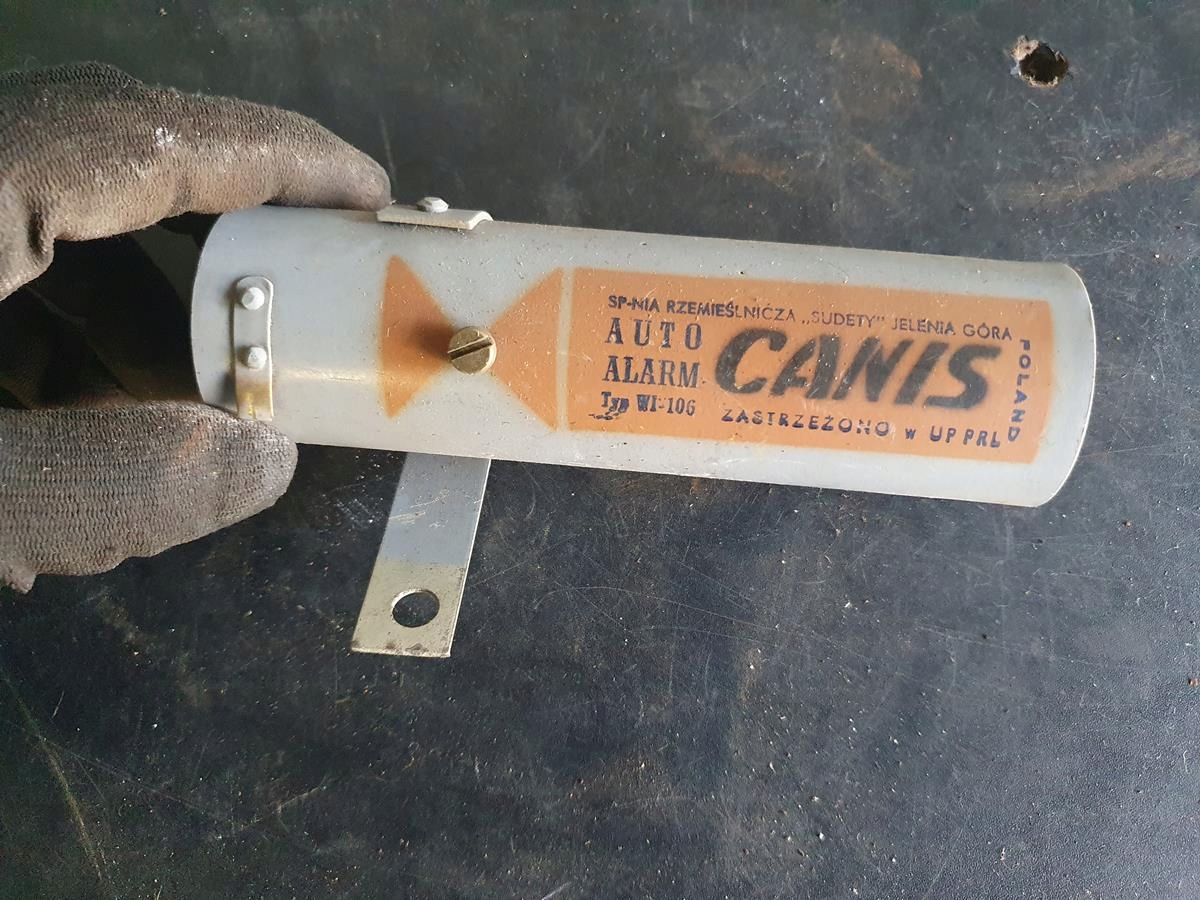 SP-NIA RZEMIEŚLNICZA „SUDETY" JELENIA GÓRA
AUTO
ALARM
Typ WI-106
CANIS
ZASTRZEŻONO w UP PRL
POLAND